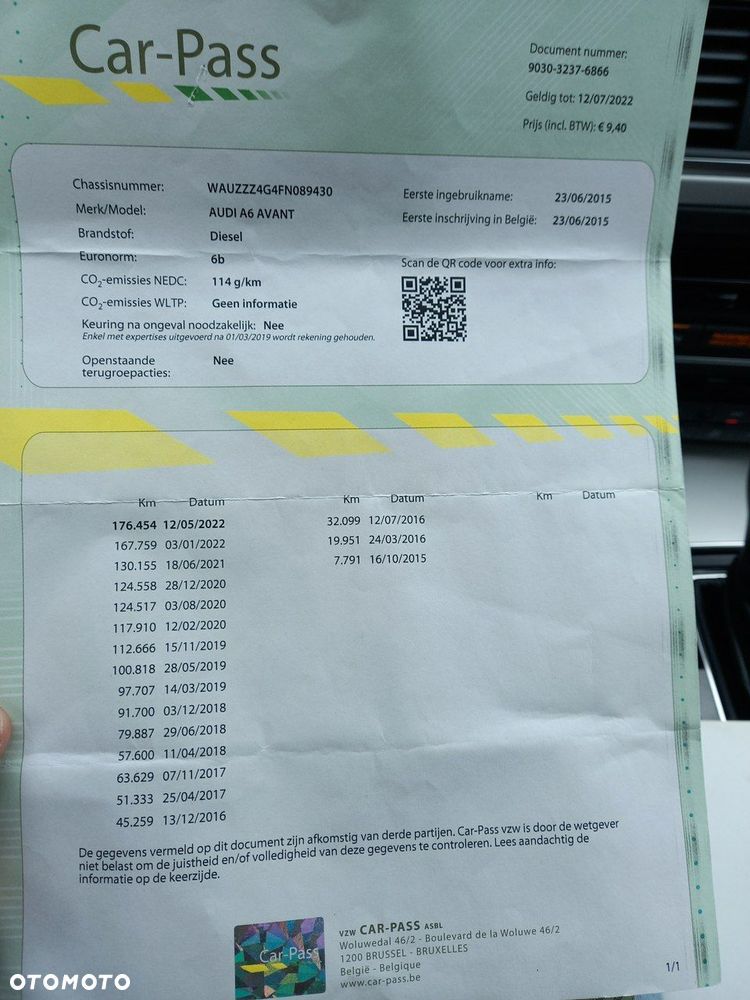 Car-Pass
Document nummer:
9030-3237-6866
Geldig tot: 12/07/2022
Prijs (incl. BTW): € 9,40
Chassisnummer: WAUZZZ4G4FN089430
Merk/Model: AUDI A6 AVANT
Brandstof: Diesel
Euronorm: 6b
CO₂-emissies NEDC: 114 g/km
CO₂-emissies WLTP: Geen informatie
Keuring na ongeval noodzakelijk: Nee
Enkel met expertises uitgevoerd na 01/03/2019 wordt rekening gehouden.
Openstaande Nee
terugroepacties:
Eerste ingebruikname: 23/06/2015
Eerste inschrijving in België: 23/06/2015
Scan de QR code voor extra info:
Km Datum
176.454 12/05/2022
167.759 03/01/2022
130.155 18/06/2021
124.558 28/12/2020
124.517 03/08/2020
117.910 12/02/2020
112.666 15/11/2019
100.818 28/05/2019
97.707 14/03/2019
91.700 03/12/2018
79.887 29/06/2018
57.600 11/04/2018
63.629 07/11/2017
51.333 25/04/2017
45.259 13/12/2016
Km Datum
32.099 12/07/2016
19.951 24/03/2016
7.791 16/10/2015
Km Datum
De gegevens vermeld op dit document zijn afkomstig van derde partijen. Car-Pass vzw is door de wetgever
niet belast om de juistheid en/of volledigheid van deze gegevens te controleren. Lees aandachtig de
informatie op de keerzijde.
Car-Pass
VZW CAR-PASS ASBL
Woluwedal 46/2 - Boulevard de la Woluwe 46/2
1200 BRUSSEL - BRUXELLES
België - Belgique
www.car-pass.be
1/1
OTOMOTO